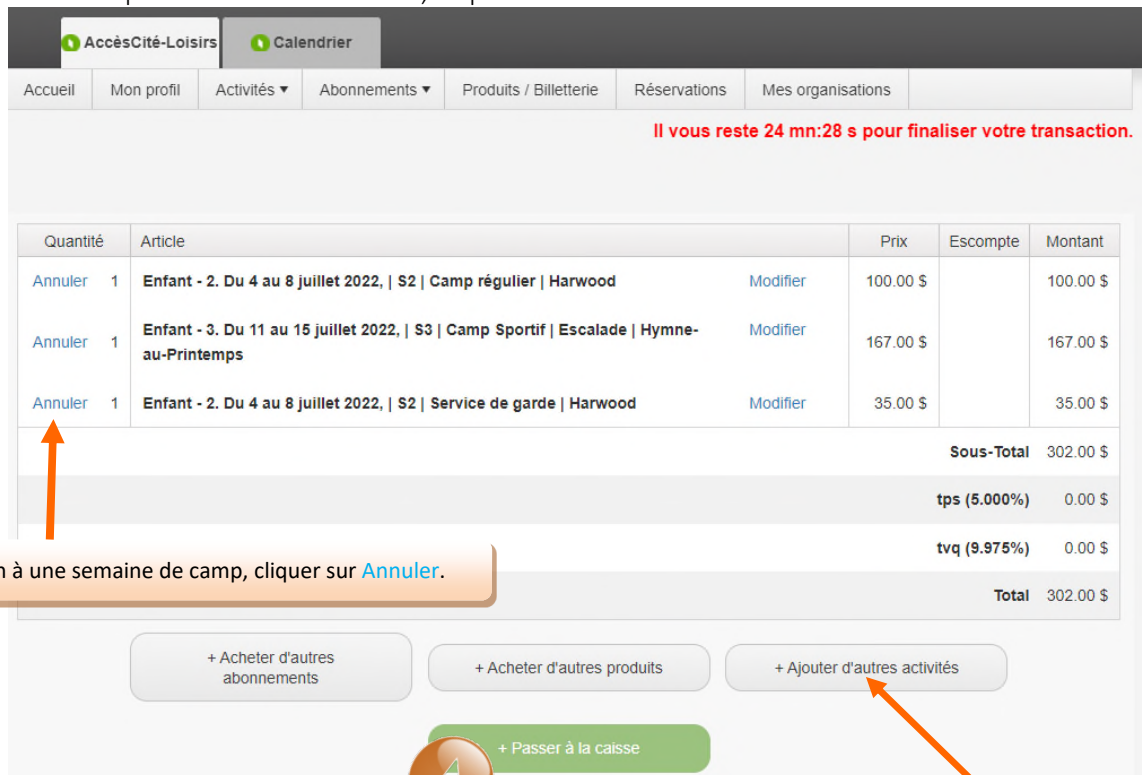 AccèsCité-Loisirs Calendrier
Accueil Mon profil Activités ▾ Abonnements ▾ Produits / Billetterie Réservations Mes organisations
Il vous reste 24 mn:28 s pour finaliser votre transaction.
Quantité Article Prix Escompte Montant
Annuler 1 Enfant - 2. Du 4 au 8 juillet 2022, | S2 | Camp régulier | Harwood Modifier 100.00 $ 100.00 $
Annuler 1 Enfant - 3. Du 11 au 15 juillet 2022, | S3 | Camp Sportif | Escalade | Hymne-
au-Printemps Modifier 167.00 $ 167.00 $
Annuler 1 Enfant - 2. Du 4 au 8 juillet 2022, | S2 | Service de garde | Harwood Modifier 35.00 $ 35.00 $
Sous-Total 302.00 $
tps (5.000%) 0.00 $
tvq (9.975%) 0.00 $
à une semaine de camp, cliquer sur Annuler.
Total 302.00 $
+ Acheter d'autres
abonnements
+ Acheter d'autres produits
+ Ajouter d'autres activités
+ Passer à la caisse